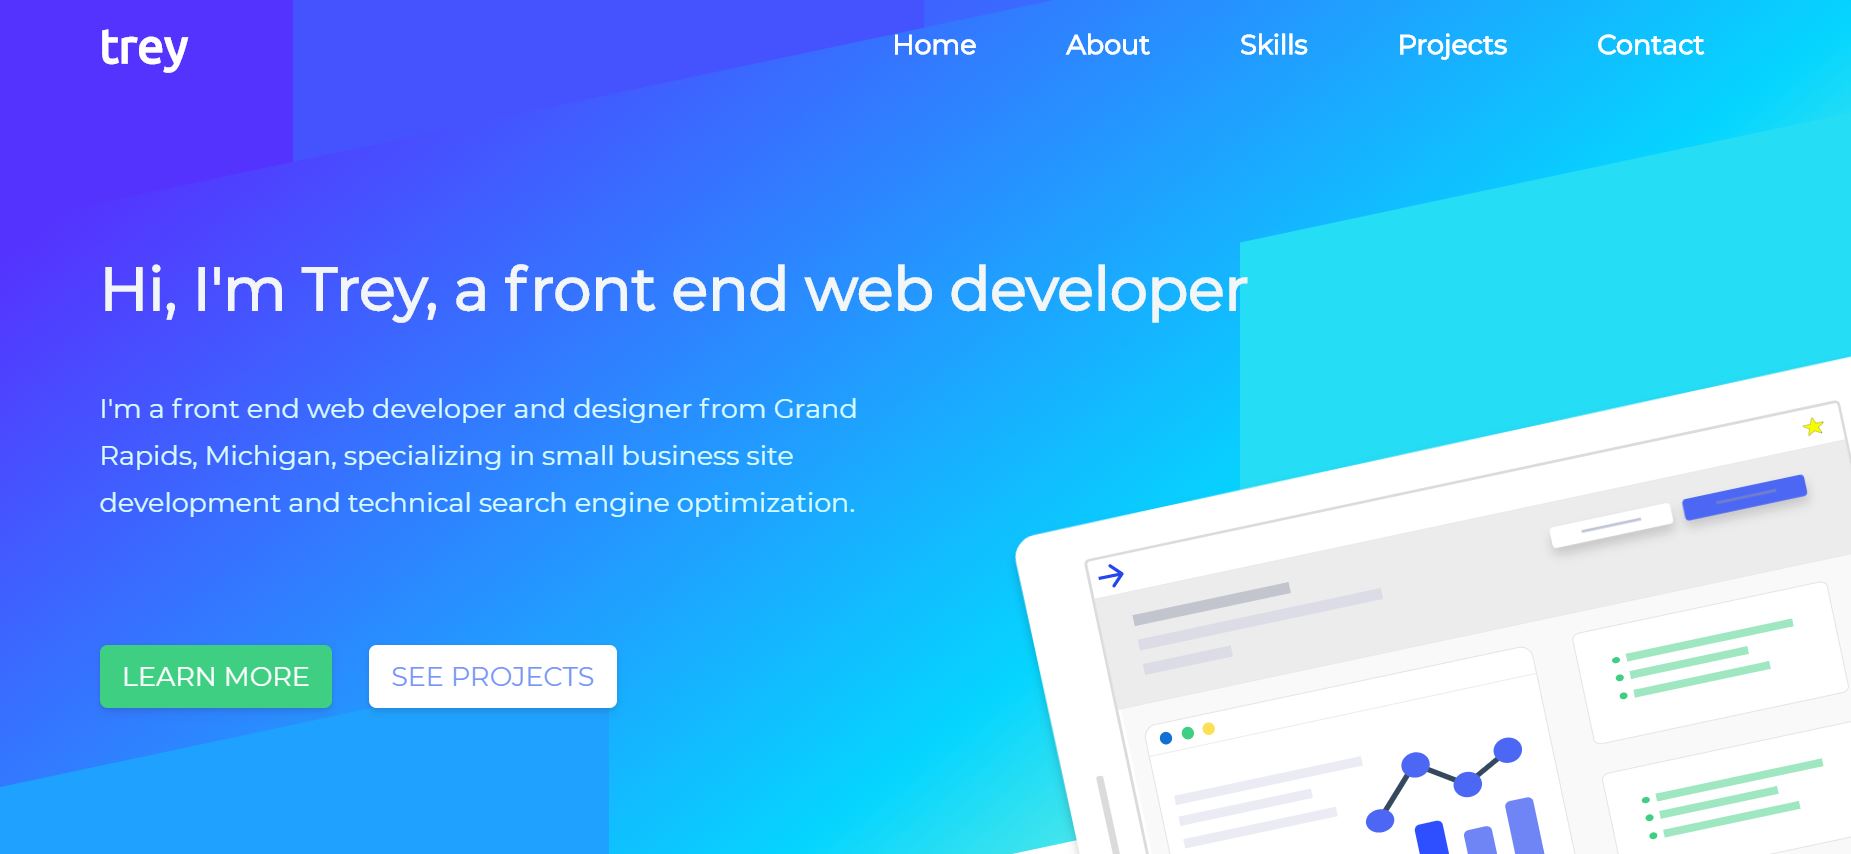 trey
Home About Skills Projects Contact
Hi, I'm Trey, a front end web developer
I'm a front end web developer and designer from Grand
Rapids, Michigan, specializing in small business site
development and technical search engine optimization.
LEARN MORE
SEE PROJECTS